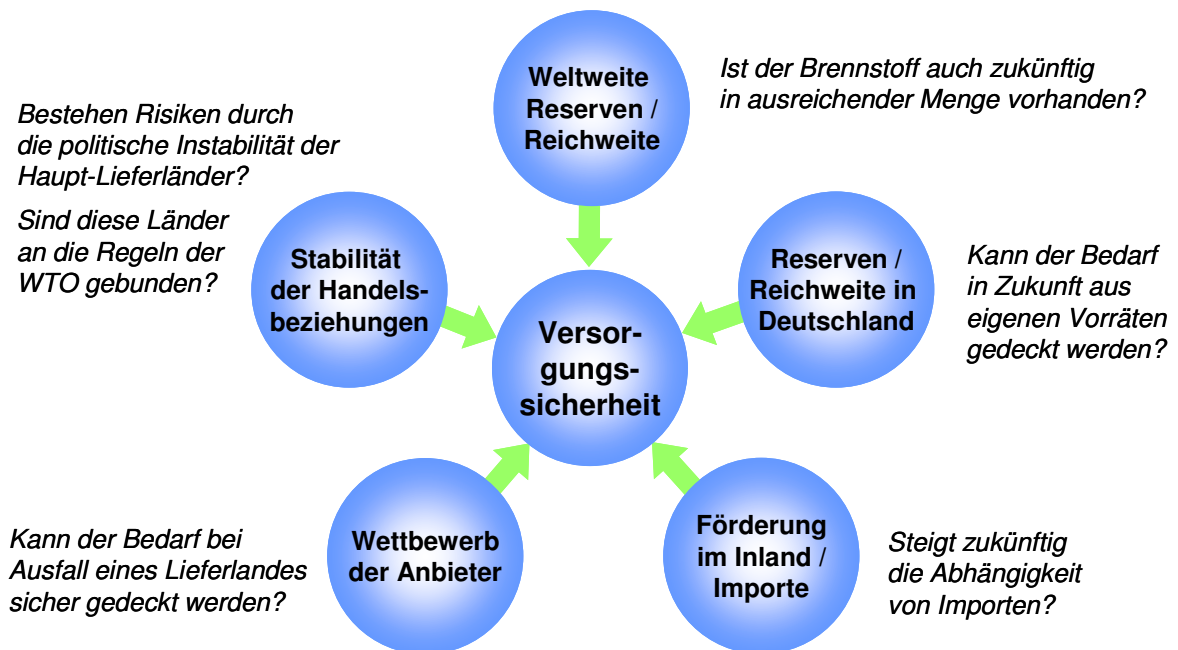 Weltweite
Reserven /
Reichweite
Ist der Brennstoff auch zukünftig
in ausreichender Menge vorhanden?
Bestehen Risiken durch
die politische Instabilität der
Haupt-Lieferländer?
Sind diese Länder
an die Regeln der
WTO gebunden?
Stabilität
der Handels-
beziehungen
Reserven /
Reichweite in
Deutschland
Kann der Bedarf
in Zukunft aus
eigenen Vorräten
gedeckt werden?
Versor-
gungs-
sicherheit
Kann der Bedarf bei
Ausfall eines Lieferlandes
sicher gedeckt werden?
Wettbewerb
der Anbieter
Förderung
im Inland /
Importe
Steigt zukünftig
die Abhängigkeit
von Importen?